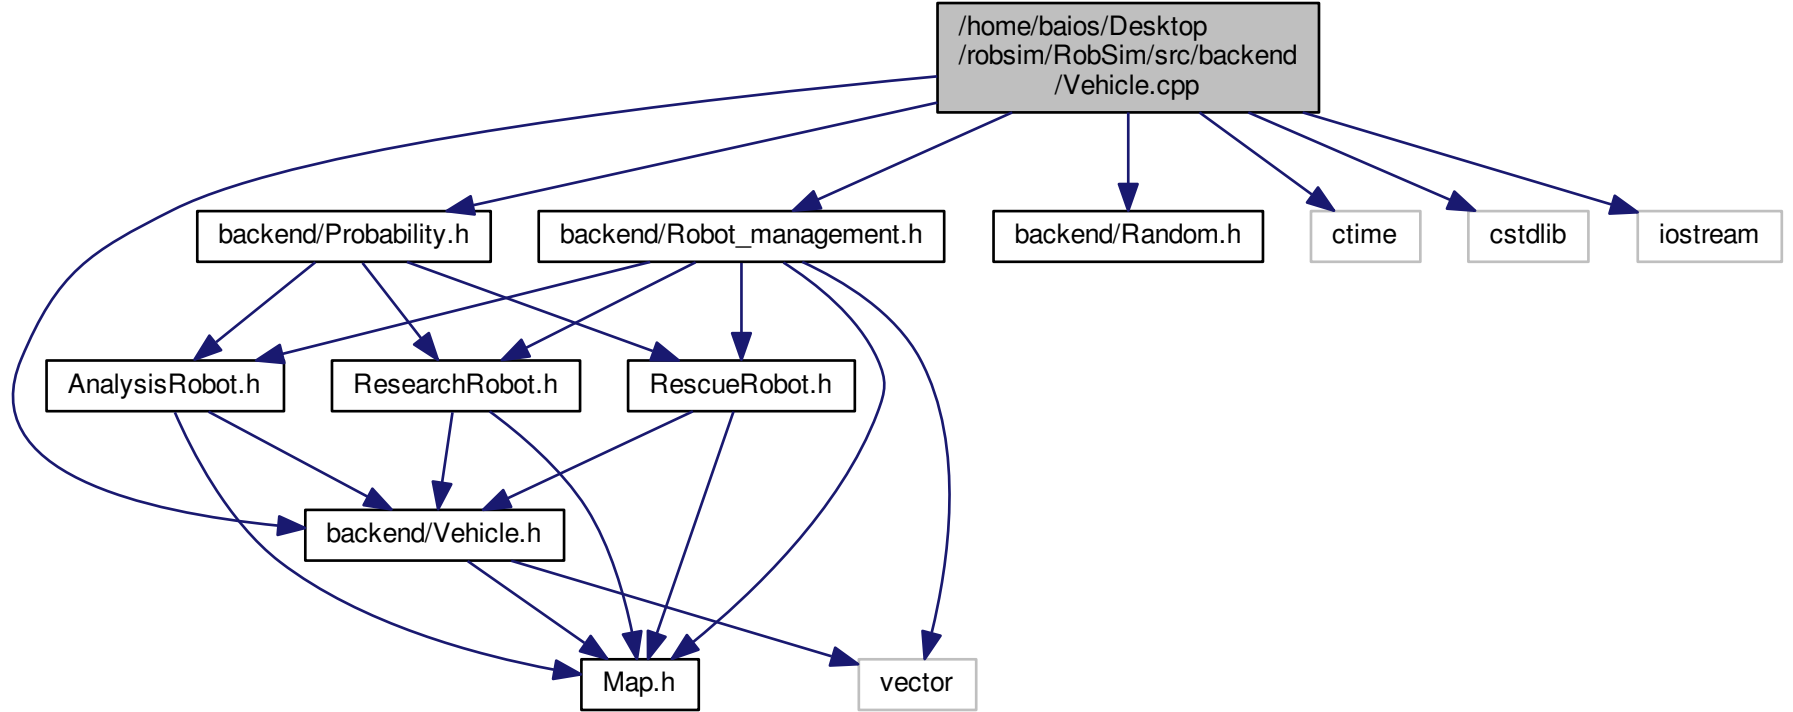 /home/baios/Desktop
/robsim/RobSim/src/backend
/Vehicle.cpp
backend/Probability.h
backend/Robot_management.h
backend/Random.h
ctime
cstdlib
iostream
AnalysisRobot.h
ResearchRobot.h
RescueRobot.h
backend/Vehicle.h
Map.h
vector